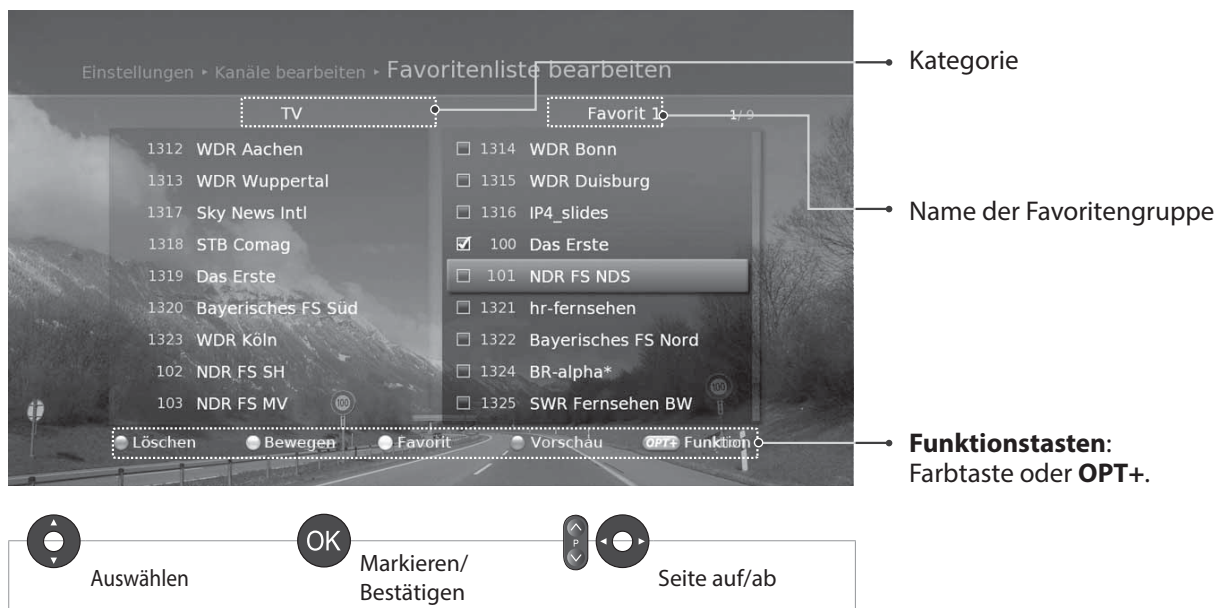 Einstellungen ‣ Kanäle bearbeiten ‣ Favoritenliste bearbeiten
Kategorie
TV
Favorit 1
1/ 9
1312 WDR Aachen
1313 WDR Wuppertal
1317 Sky News Intl
1318 STB Comag
1319 Das Erste
1320 Bayerisches FS Süd
1323 WDR Köln
102 NDR FS SH
103 NDR FS MV
1314 WDR Bonn
1315 WDR Duisburg
1316 IP4_slides
100 Das Erste
101 NDR FS NDS
1321 hr-fernsehen
1322 Bayerisches FS Nord
1324 BR-alpha*
1325 SWR Fernsehen BW
Name der Favoritengruppe
100
100
Löschen Bewegen Favorit Vorschau OPT+ Funktion
Funktionstasten:
Farbtaste oder OPT+.
Auswählen
OK
Markieren/
Bestätigen
P
Seite auf/ab